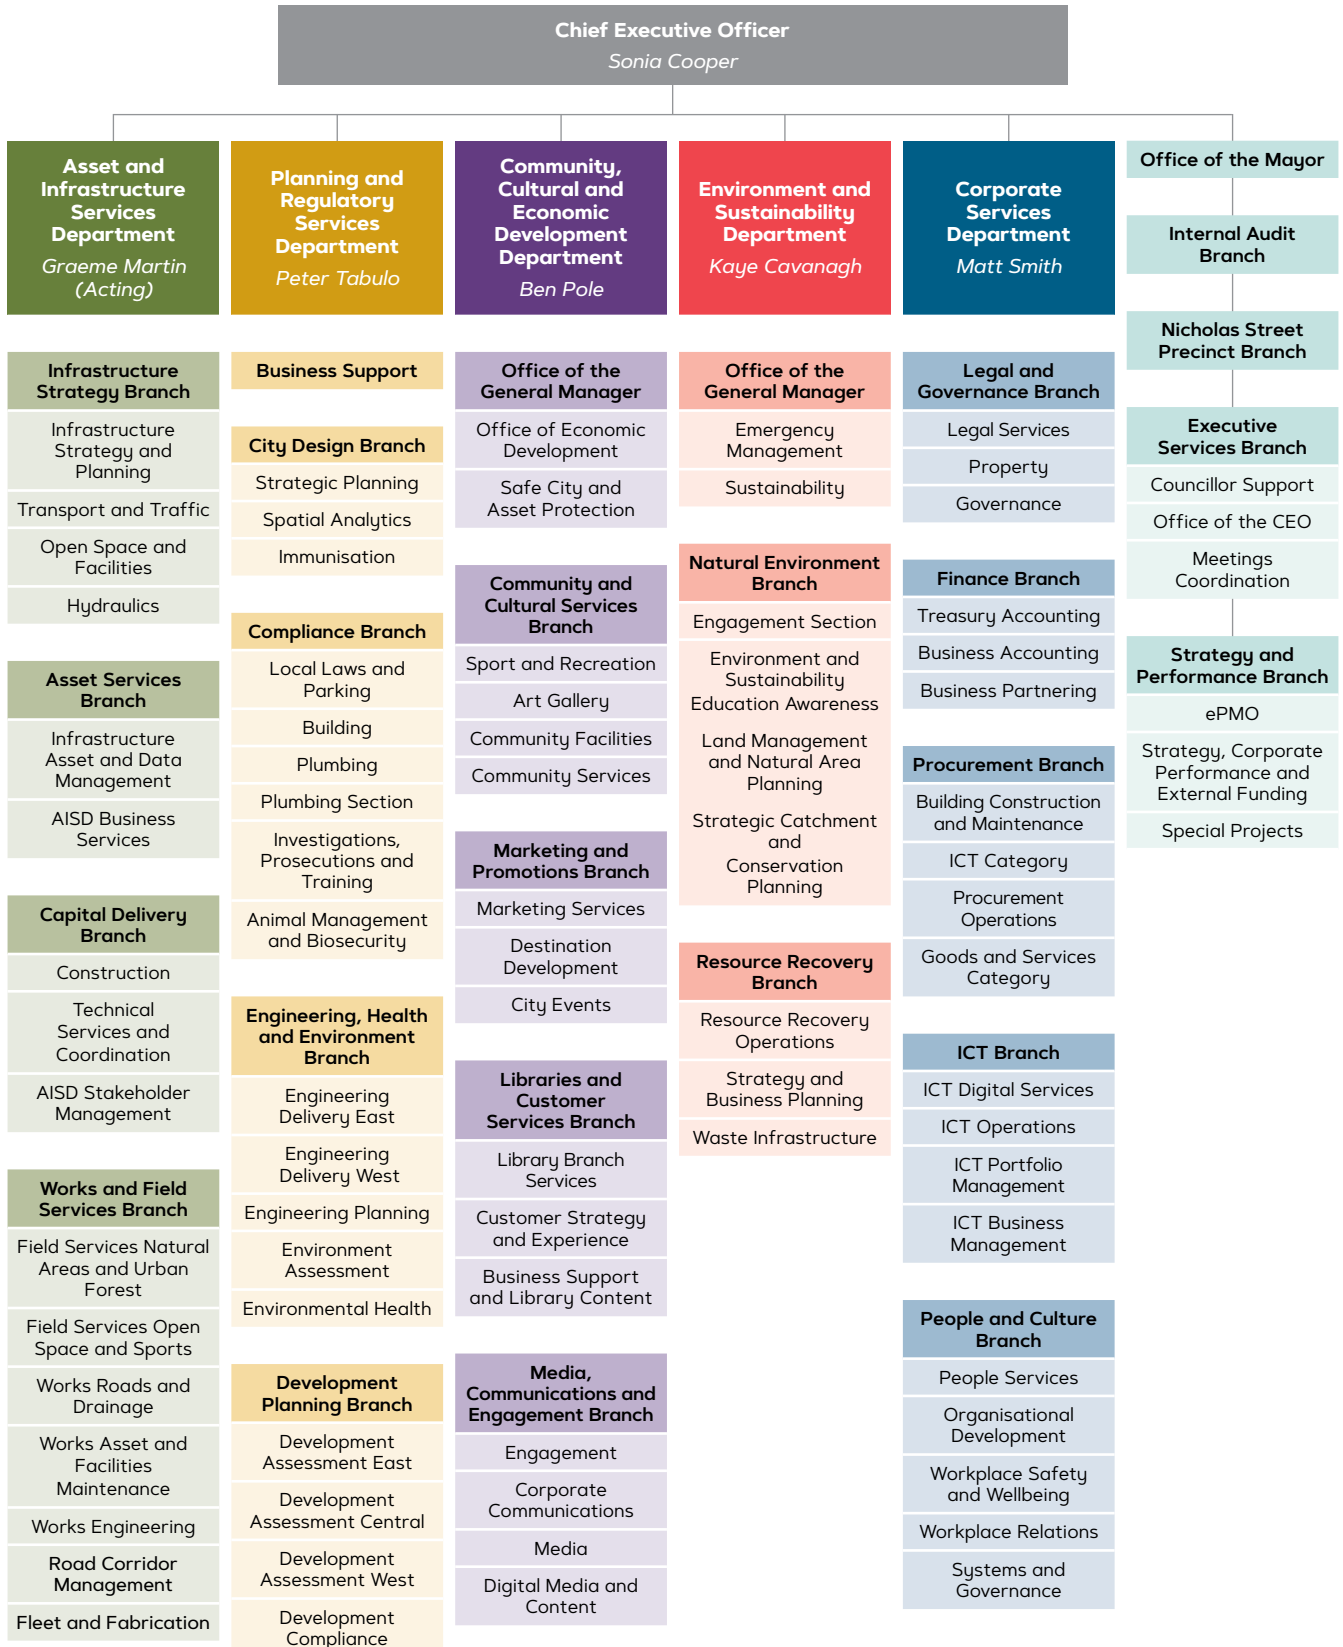 Chief Executive Officer
Sonia Cooper
Asset and
Infrastructure
Services
Department
Graeme Martin
(Acting)
Infrastructure
Strategy Branch
Infrastructure
Strategy and
Planning
Transport and Traffic
Open Space and
Facilities
Hydraulics
Asset Services
Branch
Infrastructure
Asset and Data
Management
AISD Business
Services
Capital Delivery
Branch
Construction
Technical
Services and
Coordination
AISD Stakeholder
Management
Works and Field
Services Branch
Field Services Natural
Areas and Urban
Forest
Field Services Open
Space and Sports
Works Roads and
Drainage
Works Asset and
Facilities
Maintenance
Works Engineering
Road Corridor
Management
Fleet and Fabrication
Planning and
Regulatory
Services
Department
Peter Tabulo
Business Support
City Design Branch
Strategic Planning
Spatial Analytics
Immunisation
Compliance Branch
Local Laws and
Parking
Building
Plumbing
Plumbing Section
Investigations,
Prosecutions and
Training
Animal Management
and Biosecurity
Engineering, Health
and Environment
Branch
Engineering
Delivery East
Engineering
Delivery West
Engineering Planning
Environment
Assessment
Environmental Health
Development
Planning Branch
Development
Assessment East
Development
Assessment Central
Development
Assessment West
Development
Compliance
Community,
Cultural and
Economic
Development
Department
Ben Pole
Office of the
General Manager
Office of Economic
Development
Safe City and
Asset Protection
Community and
Cultural Services
Branch
Sport and Recreation
Art Gallery
Community Facilities
Community Services
Marketing and
Promotions Branch
Marketing Services
Destination
Development
City Events
Libraries and
Customer
Services Branch
Library Branch
Services
Customer Strategy
and Experience
Business Support
and Library Content
Media,
Communications and
Engagement Branch
Engagement
Corporate
Communications
Media
Digital Media and
Content
Environment and
Sustainability
Department
Kaye Cavanagh
Office of the
General Manager
Emergency
Management
Sustainability
Natural Environment
Branch
Engagement Section
Environment and
Sustainability
Education Awareness
Land Management
and Natural Area
Planning
Strategic Catchment
and
Conservation
Planning
Resource Recovery
Branch
Resource Recovery
Operations
Strategy and
Business Planning
Waste Infrastructure
Corporate
Services
Department
Matt Smith
Legal and
Governance Branch
Legal Services
Property
Governance
Finance Branch
Treasury Accounting
Business Accounting
Business Partnering
Procurement Branch
Building Construction
and Maintenance
ICT Category
Procurement
Operations
Goods and Services
Category
ICT Branch
ICT Digital Services
ICT Operations
ICT Portfolio
Management
ICT Business
Management
People and Culture
Branch
People Services
Organisational
Development
Workplace Safety
and Wellbeing
Workplace Relations
Systems and
Governance
Office of the Mayor
Internal Audit
Branch
Nicholas Street
Precinct Branch
Executive
Services Branch
Councillor Support
Office of the CEO
Meetings
Coordination
Strategy and
Performance Branch
ePMO
Strategy, Corporate
Performance and
External Funding
Special Projects